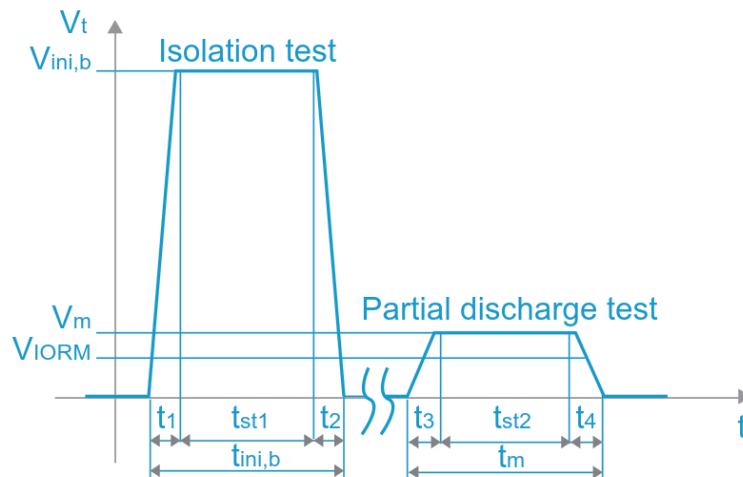 Vt
Isolation test
Vini,b
Vm
Partial discharge test
VIORM
t1 tst1 t2 t3 tst2 t4 t
tini,b tm